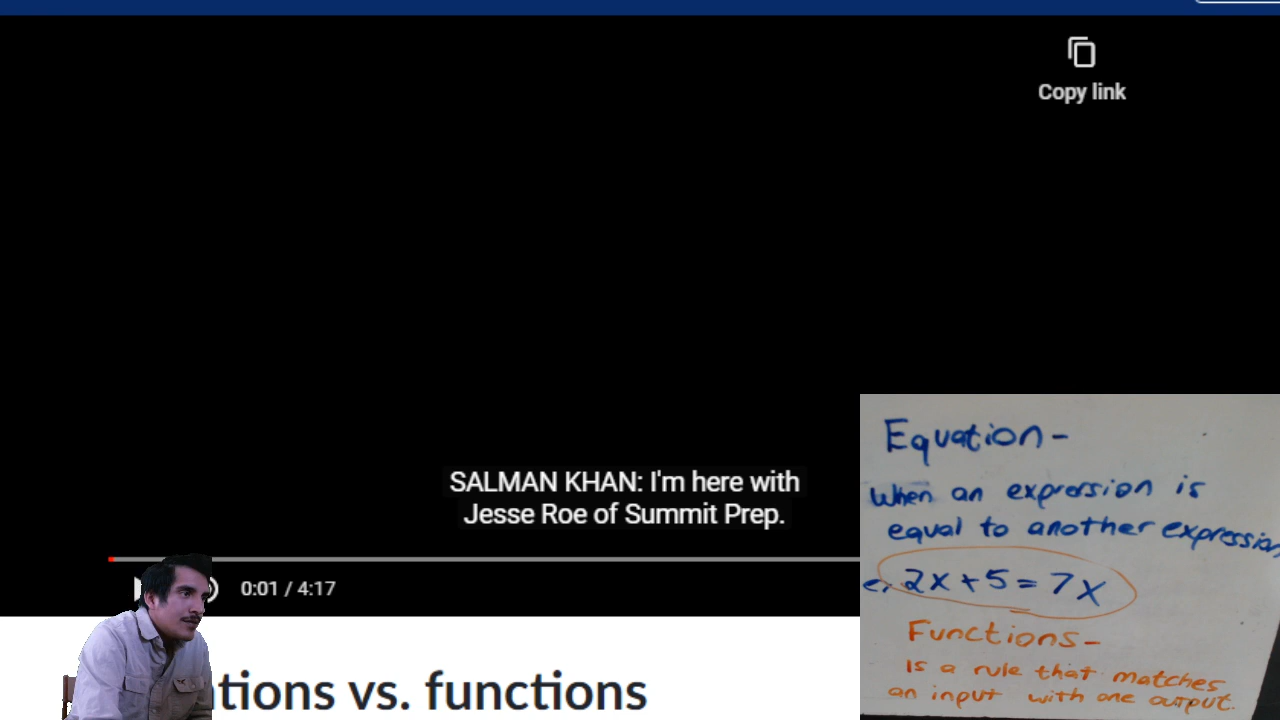 Copy link
SALMAN KHAN: I'm here with
Jesse Roe of Summit Prep.
0:01 / 4:17
tions vs. functions
Equation-
When an expression is
equal to another expression
e. 2x+5=7x
Functions-
Is a rule that matches
an input with one output.